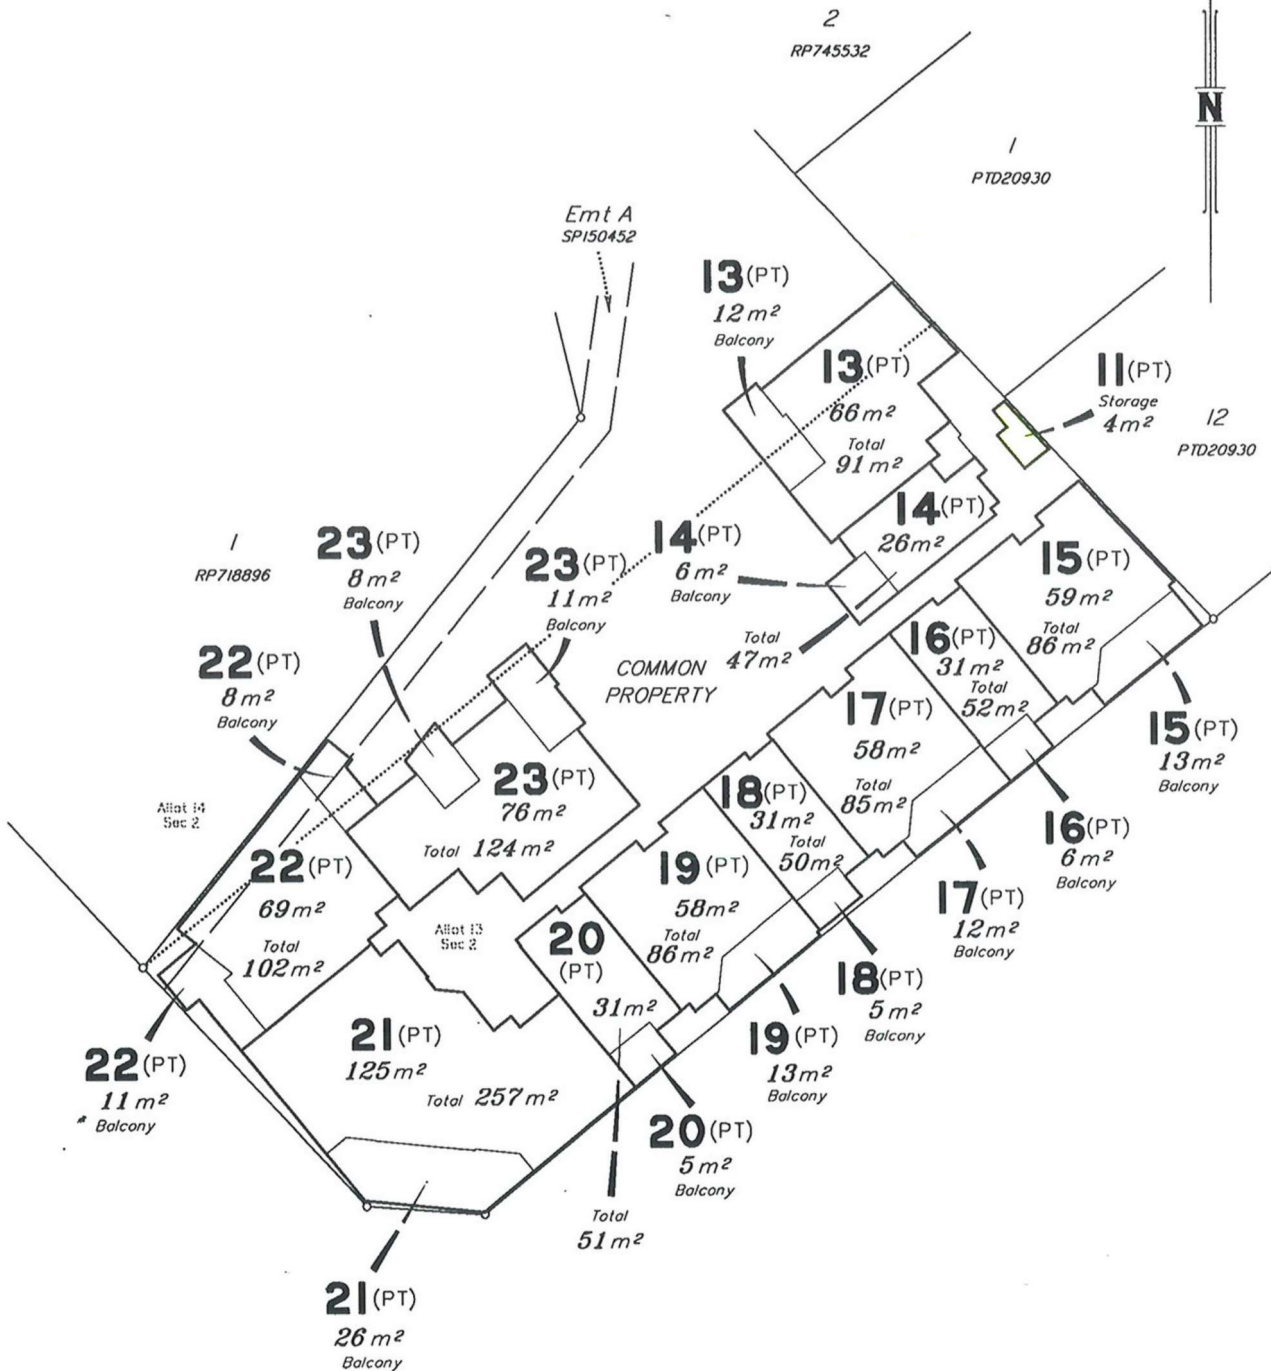 2
RP745532
N
1
PTD20930
Emt A
SP150452
13 (PT)
12 m²
Balcony
13 (PT)
66 m²
Total
91 m²
11 (PT)
Storage
4 m²
12
PTD20930
14 (PT)
26 m²
14 (PT)
6 m²
Balcony
Total
47 m²
15 (PT)
59 m²
Total
86 m²
15 (PT)
13 m²
Balcony
1
RP718896
23 (PT)
8 m²
Balcony
23 (PT)
11 m²
Balcony
COMMON
PROPERTY
16 (PT)
31 m²
Total
52 m²
16 (PT)
6 m²
Balcony
22 (PT)
8 m²
Balcony
17 (PT)
58 m²
Total
85 m²
17 (PT)
12 m²
Balcony
23 (PT)
76 m²
Total 124 m²
18 (PT)
31 m²
Total
50 m²
18 (PT)
5 m²
Balcony
Allot 14
Sec 2
22 (PT)
69 m²
Total
102 m²
19 (PT)
58 m²
Total
86 m²
19 (PT)
13 m²
Balcony
Allot 13
Sec 2
20
(PT)
31 m²
20 (PT)
5 m²
Balcony
Total
51 m²
22 (PT)
11 m²
Balcony
21 (PT)
125 m²
Total 257 m²
21 (PT)
26 m²
Balcony